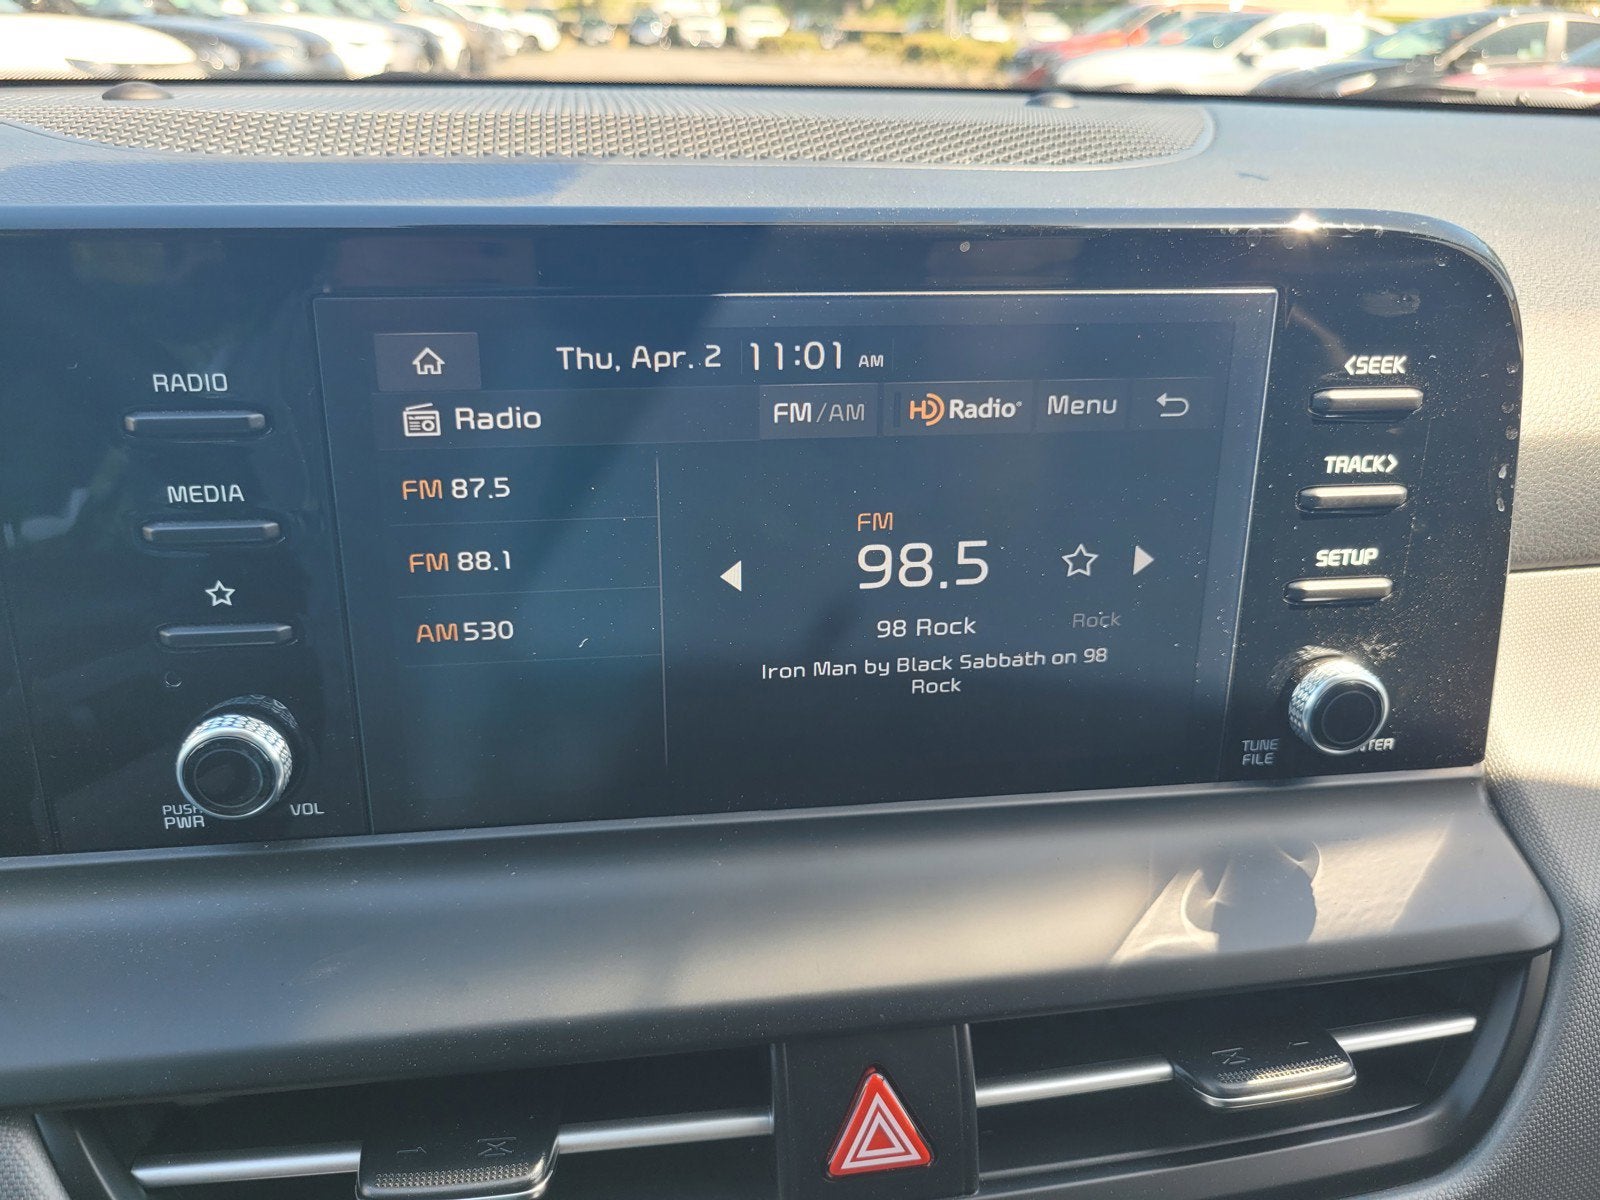 Thu, Apr. 2 11:01 AM
Radio FM/AM HD Radio Menu
FM 87.5
FM 88.1
AM 530
FM
98.5
98 Rock
Rock
Iron Man by Black Sabbath on 98
Rock
RADIO
MEDIA
PUSH
PWR
VOL
<SEEK
TRACK>
SETUP
TUNE
FILE
ENTER